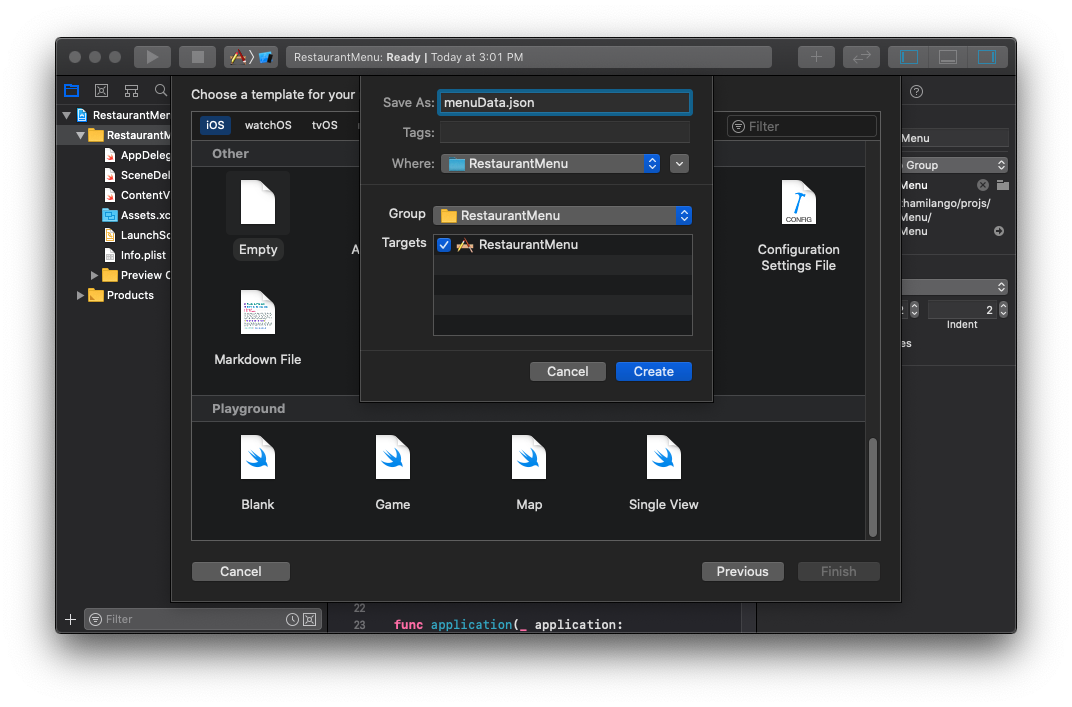 RestaurantMenu: Ready | Today at 3:01 PM
RestaurantMen
RestaurantM
AppDeleg
SceneDel
ContentV
Assets.xc
LaunchSc
Info.plist
Preview C
Products
Filter
Choose a template for your
iOS watchOS tvOS
Filter
Other
Empty
A
CONFIG
Configuration
Settings File
Markdown File
Playground
Blank Game Map Single View
Cancel Previous Finish
Save As: menuData.json
Tags:
Where: RestaurantMenu
Group RestaurantMenu
Targets RestaurantMenu
Cancel Create
Menu
Group
Menu
hamilango/projs/
Menu/
Menu
2
Indent
es
22
23 func application(_ application: